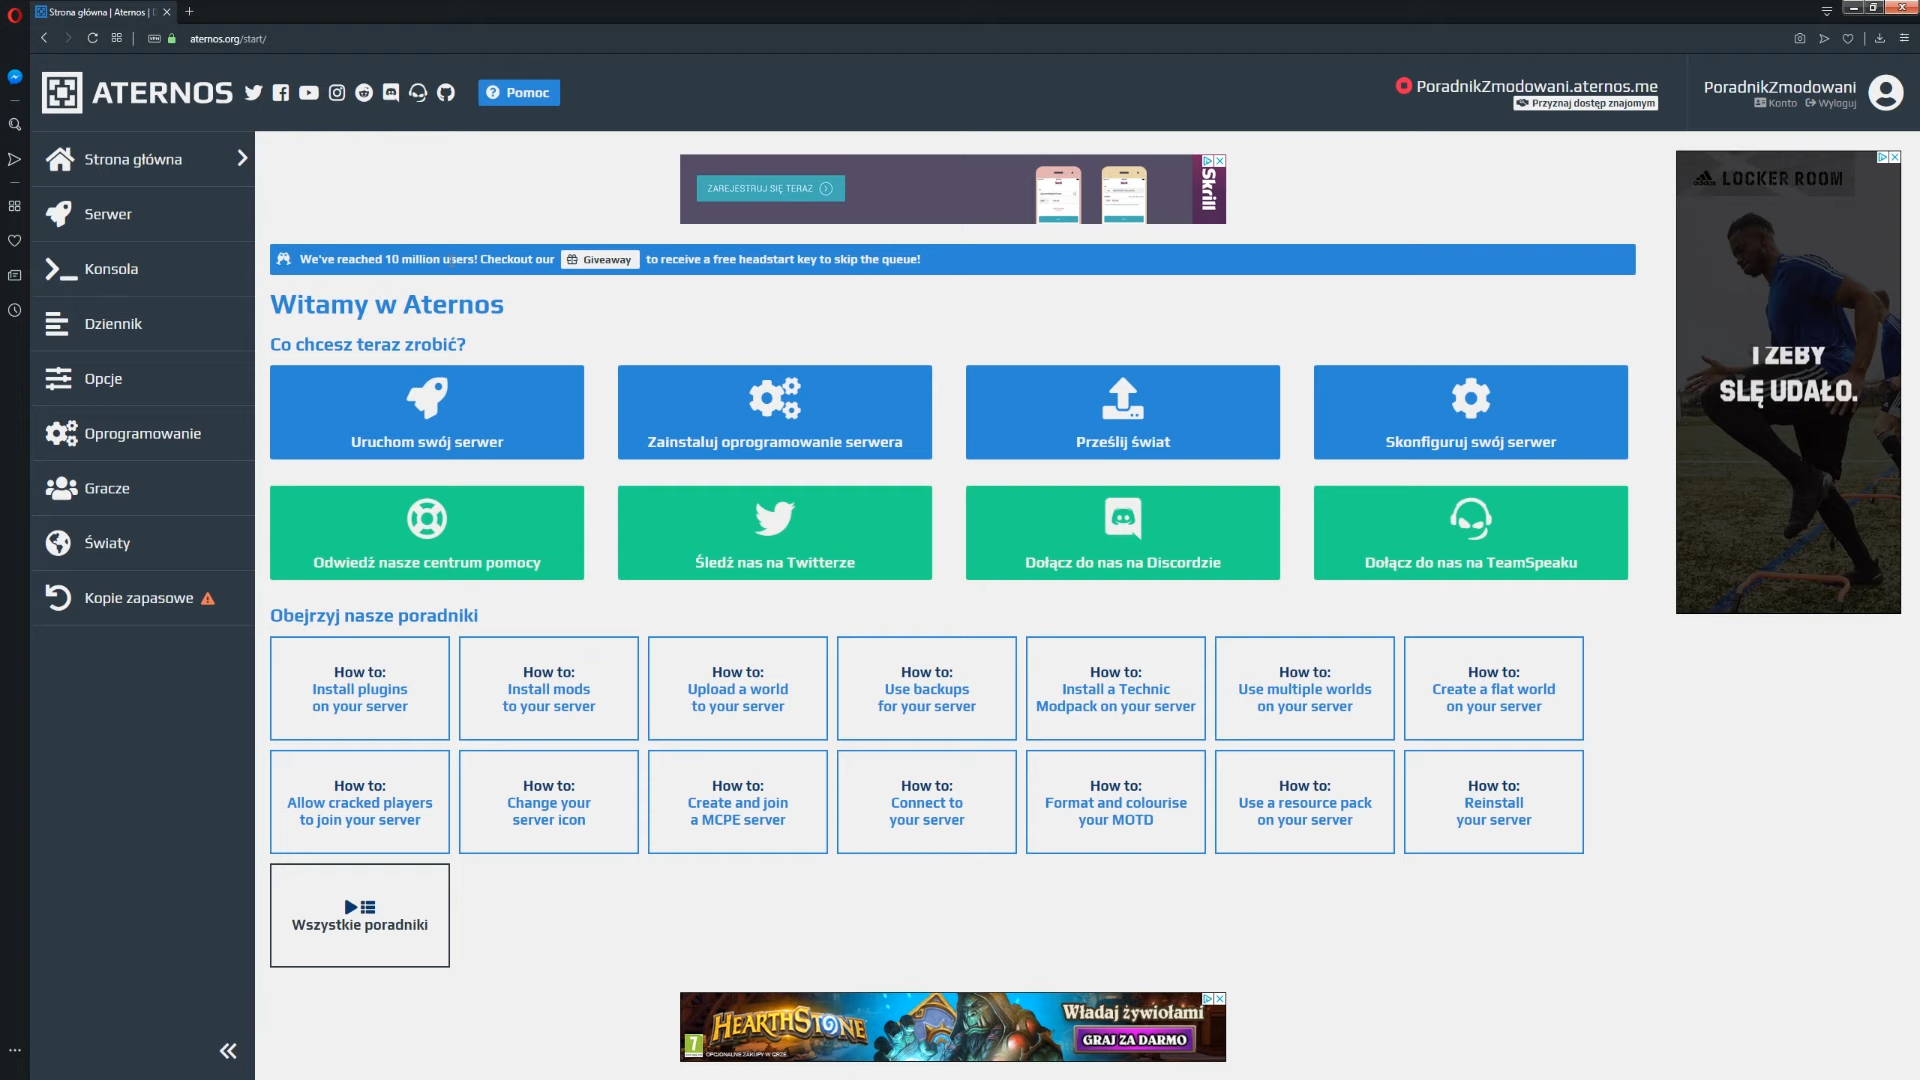 Strona główna | Aternos |
aternos.org/start/
ATERNOS
Pomoc
PoradnikZmodowani.aternos.me
Przyznaj dostęp znajomym
PoradnikZmodowani
Konto
Wyloguj
Strona główna
Serwer
Konsola
Dziennik
Opcje
Oprogramowanie
Gracze
Światy
Kopie zapasowe
ZAREJESTRUJ SIĘ TERAZ
Skrill
We've reached 10 million users! Checkout our Giveaway to receive a free headstart key to skip the queue!
Witamy w Aternos
Co chcesz teraz zrobić?
Uruchom swój serwer
Zainstaluj oprogramowanie serwera
Prześlij świat
Skonfiguruj swój serwer
Odwiedź nasze centrum pomocy
Śledź nas na Twitterze
Dołącz do nas na Discordzie
Dołącz do nas na TeamSpeaku
Obejrzyj nasze poradniki
How to:
Install plugins
on your server
How to:
Install mods
to your server
How to:
Upload a world
to your server
How to:
Use backups
for your server
How to:
Install a Technic
Modpack on your server
How to:
Use multiple worlds
on your server
How to:
Create a flat world
on your server
How to:
Allow cracked players
to join your server
How to:
Change your
server icon
How to:
Create and join
a MCPE server
How to:
Connect to
your server
How to:
Format and colourise
your MOTD
How to:
Use a resource pack
on your server
How to:
Reinstall
your server
Wszystkie poradniki
HEARTHSTONE
7
OPCJONALNE ZAKUPY W GRZE
Władaj żywiołami
GRAJ ZA DARMO
adidas
LOCKER ROOM
I ŻEBY
SIĘ UDAŁO.